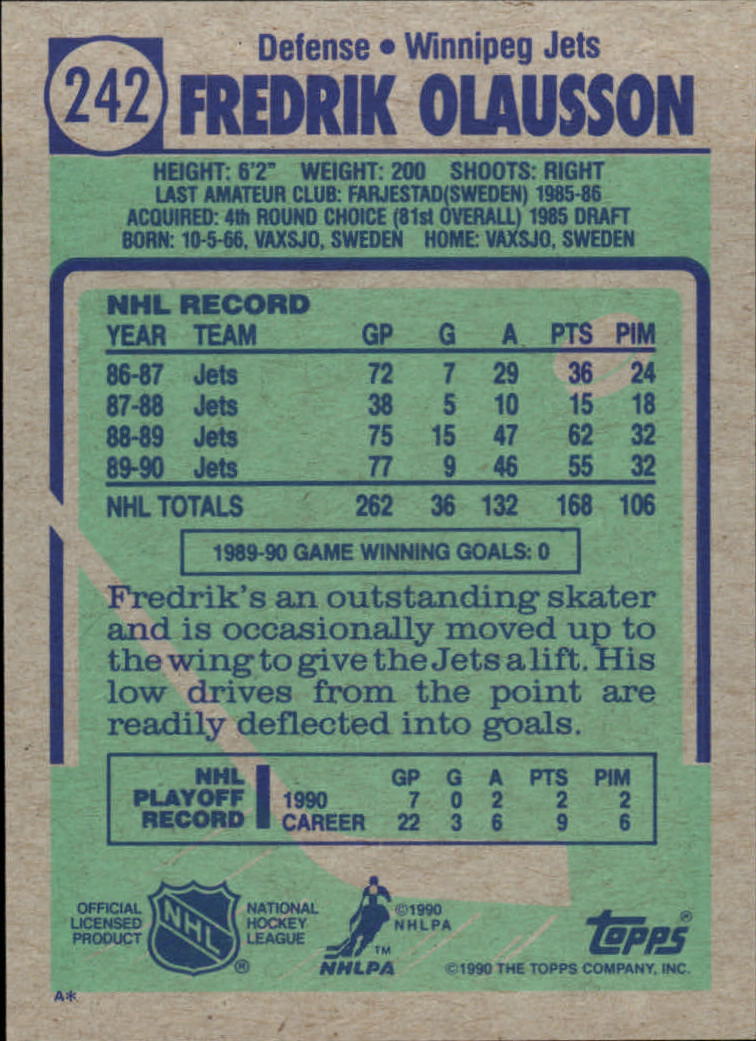 Defense • Winnipeg Jets
242 FREDRIK OLAUSSON
HEIGHT: 6'2" WEIGHT: 200 SHOOTS: RIGHT
LAST AMATEUR CLUB: FARJESTAD(SWEDEN) 1985-86
ACQUIRED: 4th ROUND CHOICE (81st OVERALL) 1985 DRAFT
BORN: 10-5-66, VAXSJO, SWEDEN HOME: VAXSJO, SWEDEN
NHL RECORD
YEAR TEAM GP G A PTS PIM
86-87 Jets 72 7 29 36 24
87-88 Jets 38 5 10 15 18
88-89 Jets 75 15 47 62 32
89-90 Jets 77 9 46 55 32
NHL TOTALS 262 36 132 168 106
1989-90 GAME WINNING GOALS: 0
Fredrik's an outstanding skater
and is occasionally moved up to
the wing to give the Jets a lift. His
low drives from the point are
readily deflected into goals.
NHL PLAYOFF RECORD
GP G A PTS PIM
1990 7 0 2 2 2
CAREER 22 3 6 9 6
OFFICIAL
LICENSED
PRODUCT
NHL
®
NATIONAL
HOCKEY
LEAGUE
©1990
NHLPA
TM
NHLPA
Topps®
©1990 THE TOPPS COMPANY, INC.
A*